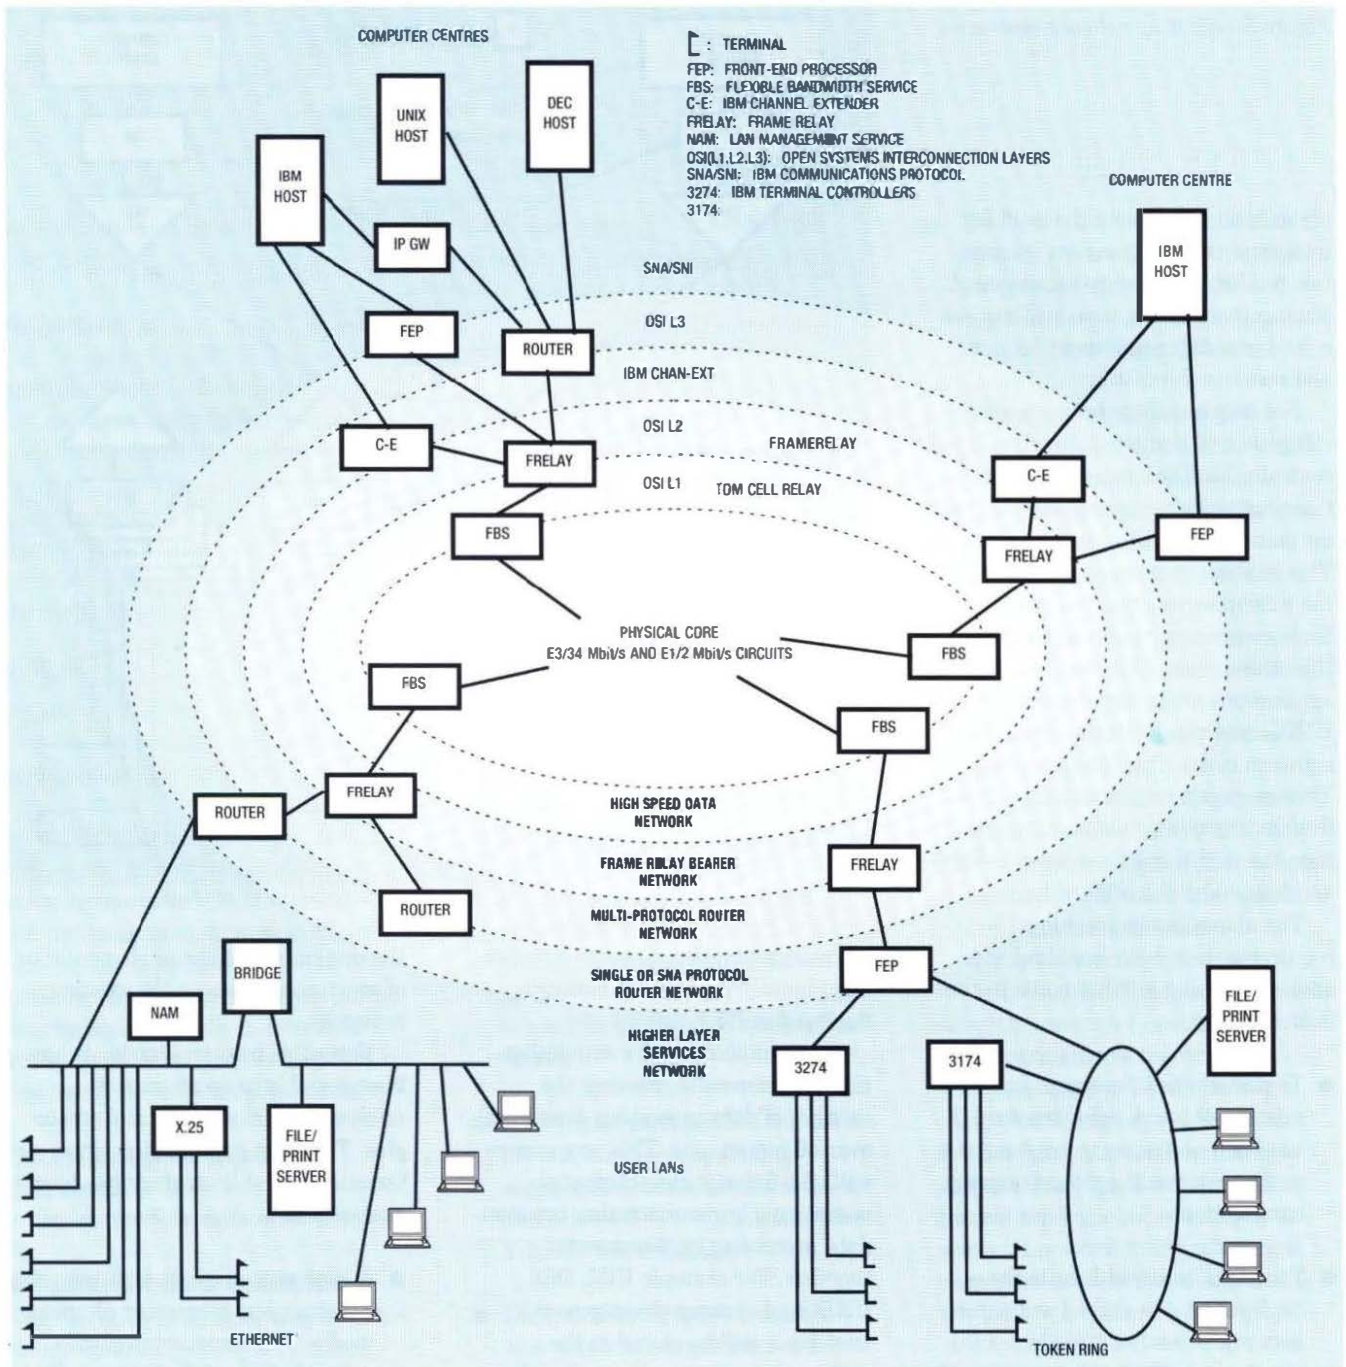 COMPUTER CENTRES
: TERMINAL
FEP: FRONT-END PROCESSOR
FBS: FLEXIBLE BANDWIDTH SERVICE
C-E: IBM CHANNEL EXTENDER
FRELAY: FRAME RELAY
NAM: LAN MANAGEMENT SERVICE
OSI(L1,L2,L3): OPEN SYSTEMS INTERCONNECTION LAYERS
SNA/SNI: IBM COMMUNICATIONS PROTOCOL
3274: IBM TERMINAL CONTROLLERS
3174:
COMPUTER CENTRE
UNIX
HOST
DEC
HOST
IBM
HOST
IP GW
IBM
HOST
SNA/SNI
FEP
OSI L3
ROUTER
IBM CHAN-EXT
C-E
OSI L2
FRAMERELAY
FRELAY
C-E
OSI L1
TDM CELL RELAY
FBS
FEP
FRELAY
PHYSICAL CORE
E3/34 Mbit/s AND E1/2 Mbit/s CIRCUITS
FBS
FBS
FBS
FRELAY
ROUTER
HIGH SPEED DATA
NETWORK
FRAME RELAY BEARER
NETWORK
FRELAY
ROUTER
MULTI-PROTOCOL ROUTER
NETWORK
BRIDGE
SINGLE OR SNA PROTOCOL
ROUTER NETWORK
FEP
NAM
FILE/
PRINT
SERVER
HIGHER LAYER
SERVICES
NETWORK
3274
3174
X.25
FILE/
PRINT
SERVER
USER LANs
ETHERNET
TOKEN RING